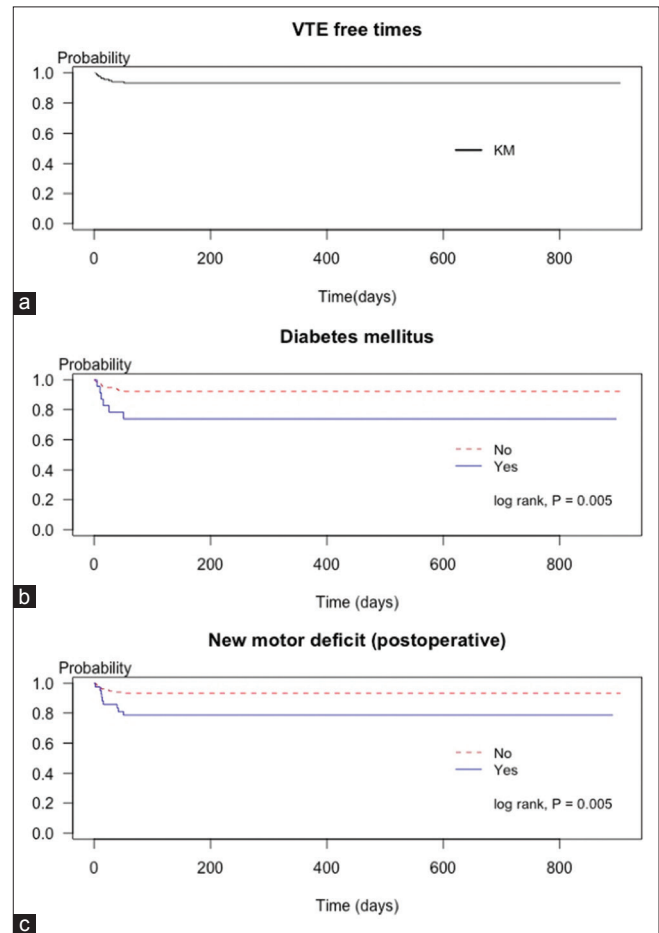 VTE free times
Probability
1.0
0.8
0.6
0.4
0.2
0.0
KM
0 200 400 600 800
Time(days)
a
Diabetes mellitus
Probability
1.0
0.8
0.6
0.4
0.2
0.0
No
Yes
log rank, P = 0.005
0 200 400 600 800
Time (days)
b
New motor deficit (postoperative)
Probability
1.0
0.8
0.6
0.4
0.2
0.0
No
Yes
log rank, P = 0.005
0 200 400 600 800
Time (days)
c